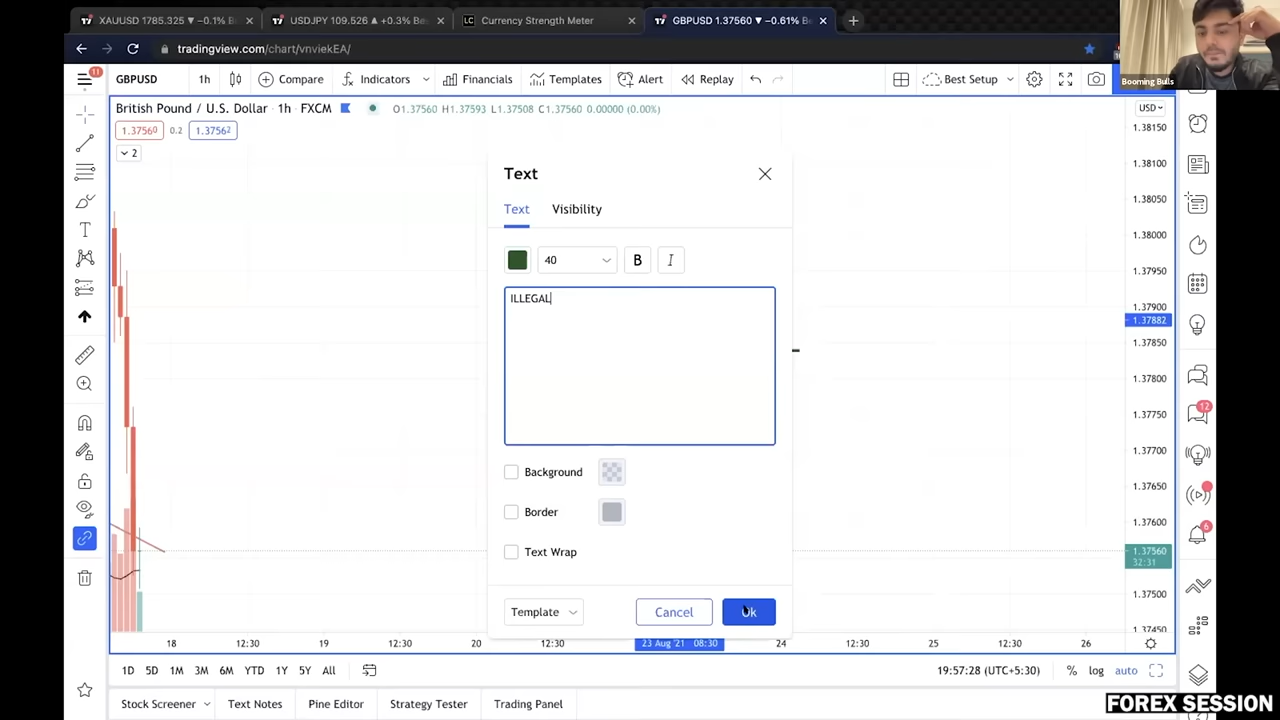 XAUUSD 1785.325 ▼ −0.1% B
USDJPY 109.526 ▲ +0.3% B
Currency Strength Meter
GBPUSD 1.37560 ▼ −0.61% B
tradingview.com/chart/vnviekEA/
Booming Bulls
11
GBPUSD
1h
Compare
Indicators
Financials
Templates
Alert
Replay
Best Setup
British Pound / U.S. Dollar · 1h · FXCM
O1.37560 H1.37593 L1.37508 C1.37560 0.00000 (0.00%)
USD
1.37560
0.2
1.37562
2
1.38150
1.38100
1.38050
1.38000
1.37950
1.37900
1.37882
1.37850
1.37800
1.37750
1.37700
1.37650
1.37600
1.37560
32:31
1.37500
1.37450
Text
Text
Visibility
40
B
I
ILLEGAL
Background
Border
Text Wrap
Template
Cancel
Ok
12
6
18
12:30
19
12:30
20
12:30
23 Aug '21 08:30
24
12:30
25
12:30
26
1D
5D
1M
3M
6M
YTD
1Y
5Y
All
19:57:28 (UTC+5:30)
%
log
auto
Stock Screener
Text Notes
Pine Editor
Strategy Tester
Trading Panel
FOREX SESSION